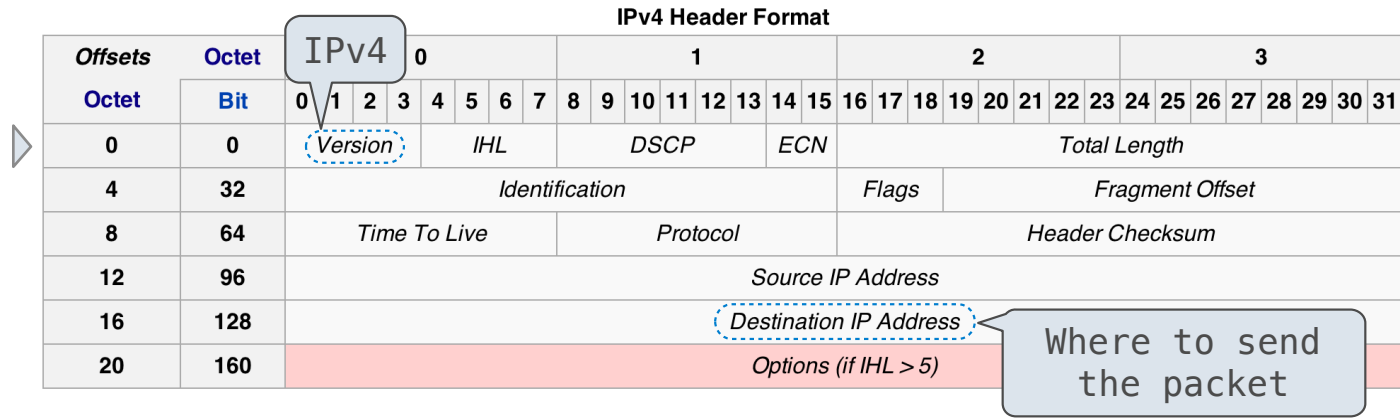 IPv4 Header Format
Offsets Octet 0 1 2 3
IPv4
Octet Bit 0 1 2 3 4 5 6 7 8 9 10 11 12 13 14 15 16 17 18 19 20 21 22 23 24 25 26 27 28 29 30 31
0 0 Version IHL DSCP ECN Total Length
4 32 Identification Flags Fragment Offset
8 64 Time To Live Protocol Header Checksum
12 96 Source IP Address
16 128 Destination IP Address
20 160 Options (if IHL > 5)
Where to send
the packet